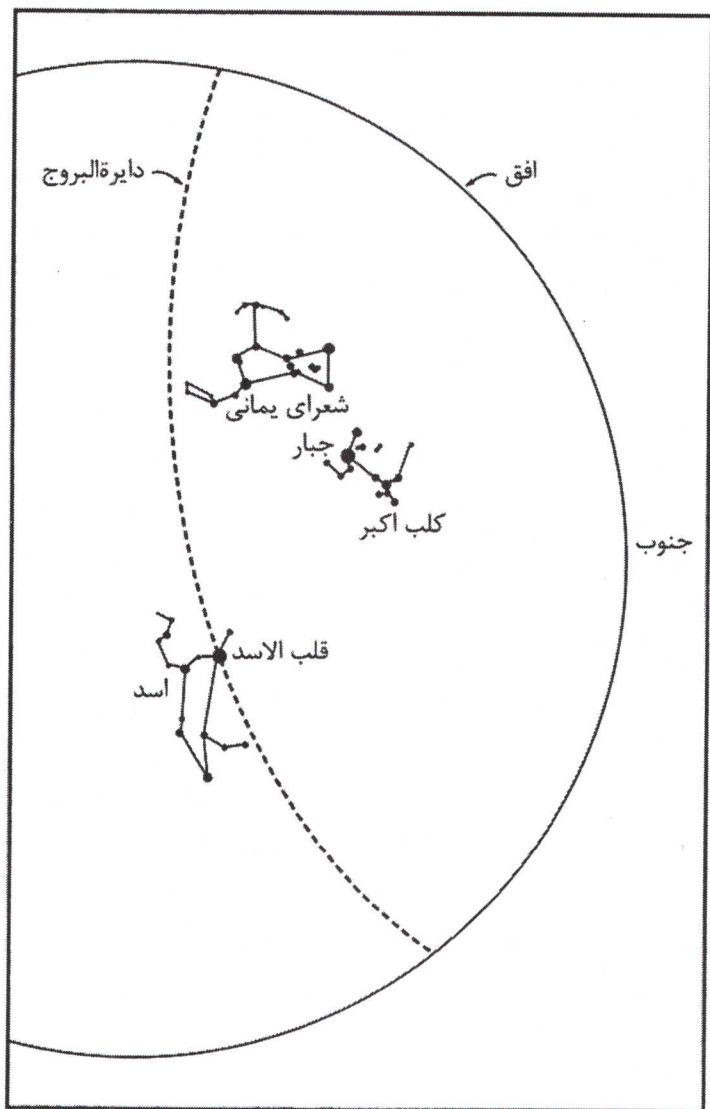 افق
دایرةالبروج
شعرای یمانی
جبار
کلب اکبر
جنوب
قلب الاسد
اسد